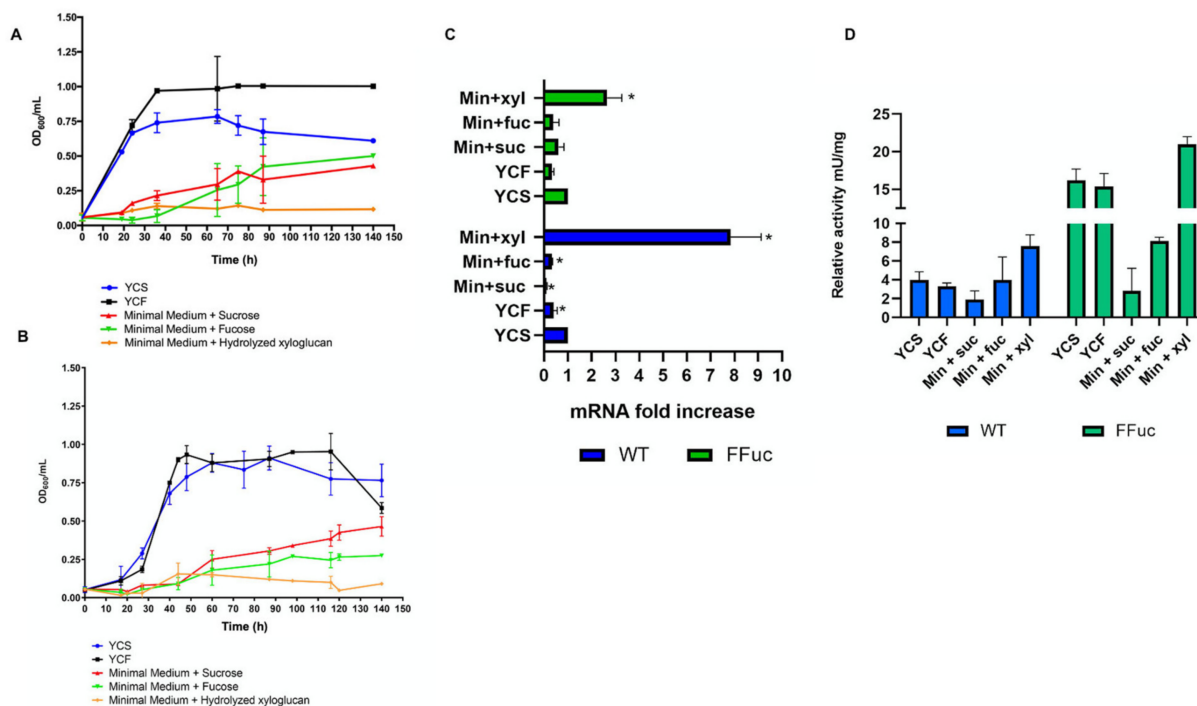 A
1.50
1.25
1.00
0.75
0.50
0.25
0.00
OD600/mL
0 10 20 30 40 50 60 70 80 90 100 110 120 130 140 150
Time (h)
YCS
YCF
Minimal Medium + Sucrose
Minimal Medium + Fucose
Minimal Medium + Hydrolyzed xyloglucan
B
1.50
1.25
1.00
0.75
0.50
0.25
0.00
OD600/mL
0 10 20 30 40 50 60 70 80 90 100 110 120 130 140 150
Time (h)
YCS
YCF
Minimal Medium + Sucrose
Minimal Medium + Fucose
Minimal Medium + Hydrolyzed xyloglucan
C
Min+xyl *
Min+fuc
Min+suc
YCF
YCS
Min+xyl *
Min+fuc *
Min+suc *
YCF *
YCS
0 1 2 3 4 5 6 7 8 9 10
mRNA fold increase
WT FFuc
D
25
20
15
8
6
4
2
0
Relative activity mU/mg
YCS YCF Min + suc Min + fuc Min + xyl YCS YCF Min + suc Min + fuc Min + xyl
WT FFuc